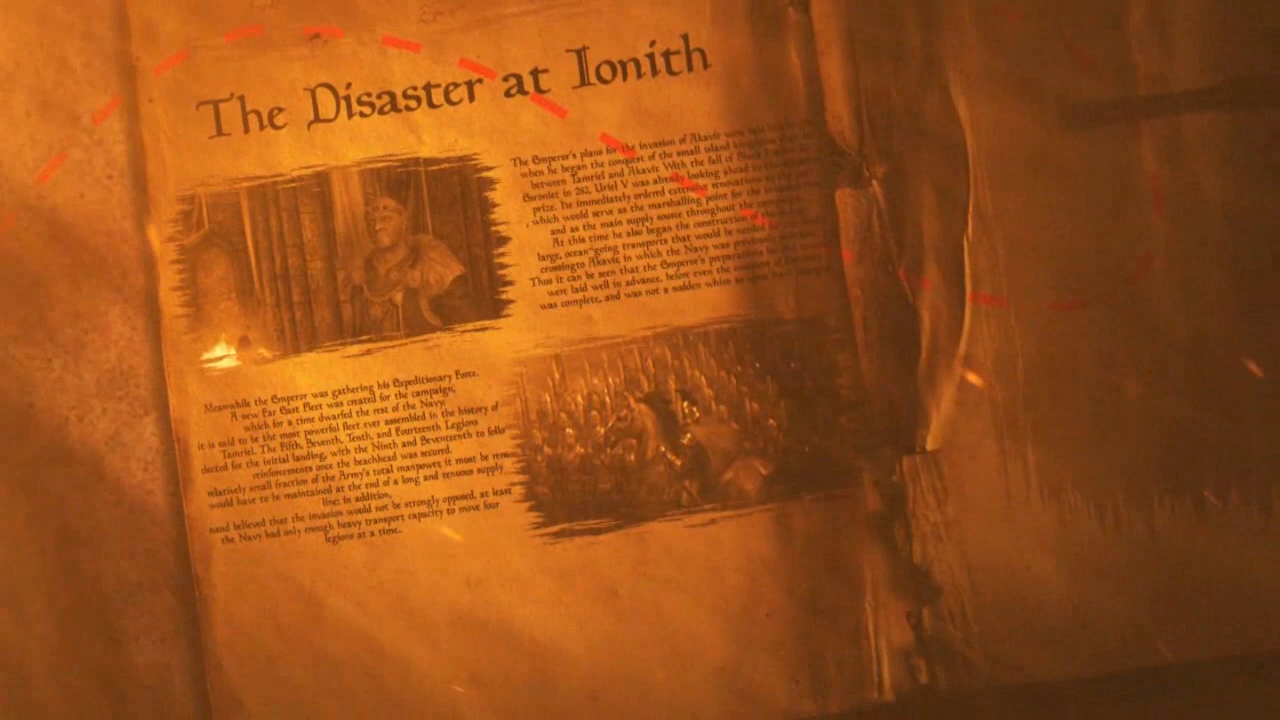 The Disaster at Ionith
The Emperor's plans for the invasion of Akavir were
when he began the conquest of the small island
between Tamriel and Akavir. With the fall of Black
Esroniet in 282, Uriel V was already looking ahead
prize. He immediately ordered extensive renovations
which would serve as the marshalling point for the
and as the main supply source throughout the
At this time he also began the construction
large, ocean-going transports that would be needed
crossingto Akavir, in which the Navy was previously
Thus it can be seen that the Emperor's preparations
were laid well in advance, before even the
was complete, and was not a sudden whim
Meanwhile the Emperor was gathering his Expeditionary Force.
A new Far East Fleet was created for the campaign,
which for a time dwarfed the rest of the Navy;
it is said to be the most powerful fleet ever assembled in the history of
Tamriel. The Fifth, Seventh, Tenth, and Fourteenth Legions
lected for the initial landing, with the Ninth and Seventeenth to follo
reinforcements once the beachhead was secured.
relatively small fraction of the Army's total manpower, it must be rem
would have to be maintained at the end of a long and tenuous supply
line; in addition,
nand believed that the invasion would not be strongly opposed, at least
the Navy had only enough heavy transport capacity to move four
legions at a time..